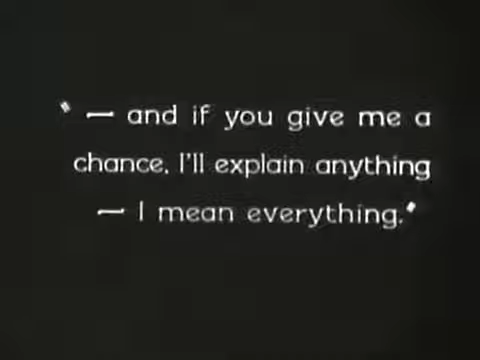 " — and if you give me a
chance, I'll explain anything
— I mean everything."